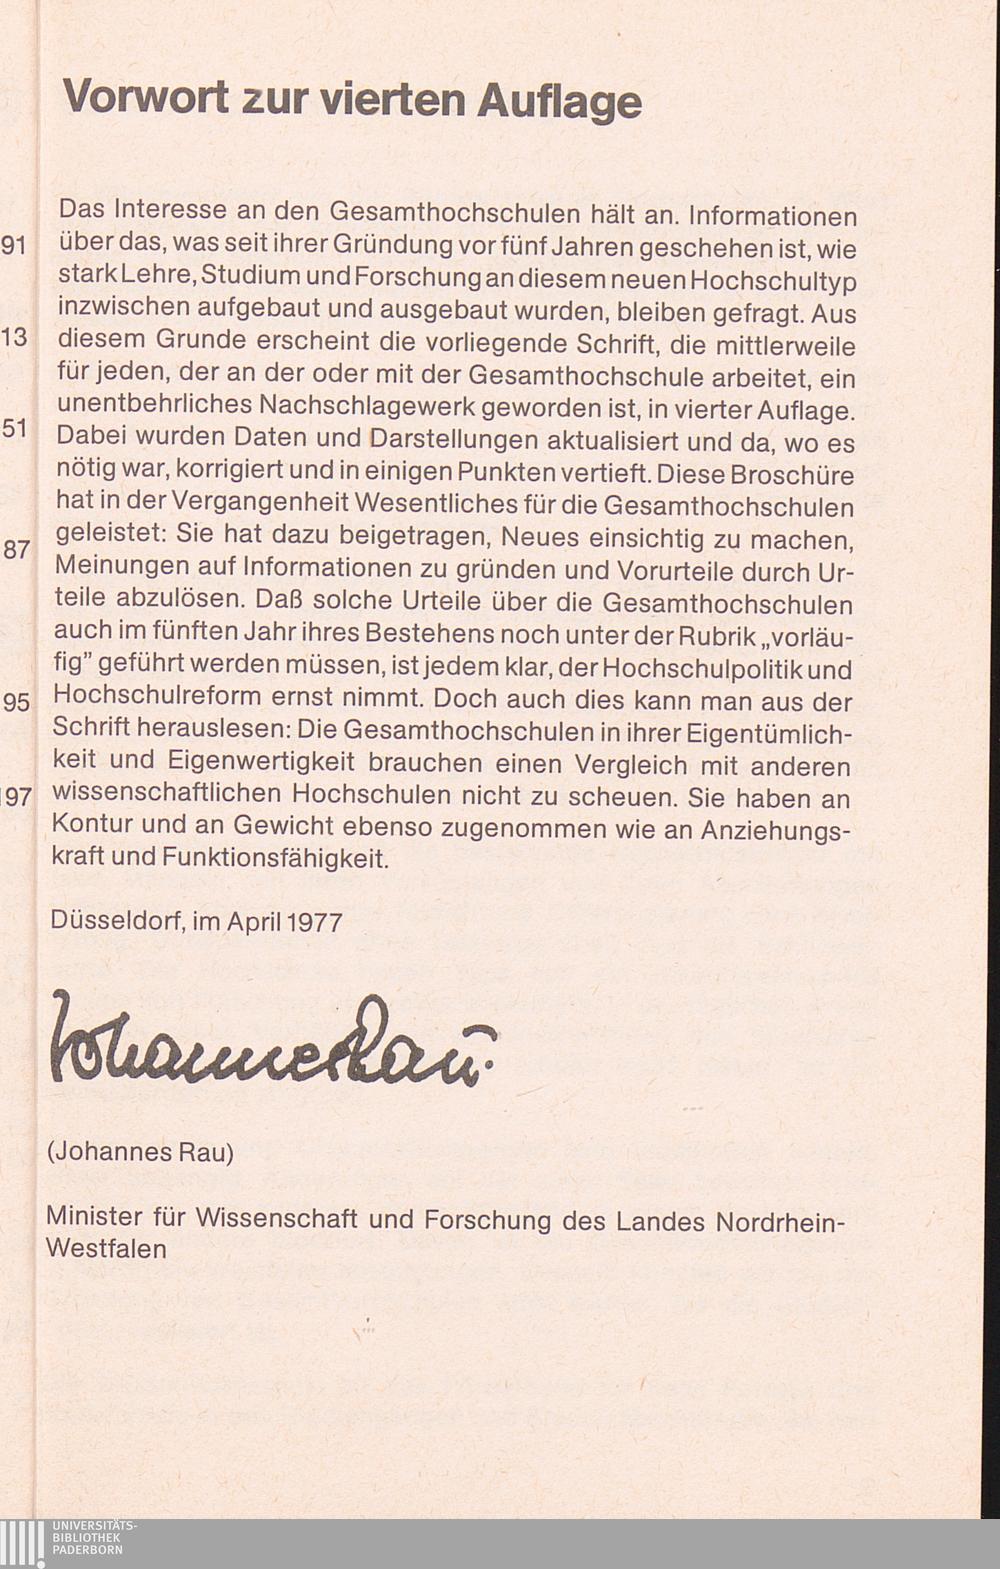 Vorwort zur vierten Auflage
Das Interesse an den Gesamthochschulen hält an. Informationen
über das, was seit ihrer Gründung vor fünf Jahren geschehen ist, wie
stark Lehre, Studium und Forschung an diesem neuen Hochschultyp
inzwischen aufgebaut und ausgebaut wurden, bleiben gefragt. Aus
diesem Grunde erscheint die vorliegende Schrift, die mittlerweile
für jeden, der an der oder mit der Gesamthochschule arbeitet, ein
unentbehrliches Nachschlagewerk geworden ist, in vierter Auflage.
Dabei wurden Daten und Darstellungen aktualisiert und da, wo es
nötig war, korrigiert und in einigen Punkten vertieft. Diese Broschüre
hat in der Vergangenheit Wesentliches für die Gesamthochschulen
geleistet: Sie hat dazu beigetragen, Neues einsichtig zu machen,
Meinungen auf Informationen zu gründen und Vorurteile durch Ur-
teile abzulösen. Daß solche Urteile über die Gesamthochschulen
auch im fünften Jahr ihres Bestehens noch unter der Rubrik „vorläu-
fig” geführt werden müssen, ist jedem klar, der Hochschulpolitik und
Hochschulreform ernst nimmt. Doch auch dies kann man aus der
Schrift herauslesen: Die Gesamthochschulen in ihrer Eigentümlich-
keit und Eigenwertigkeit brauchen einen Vergleich mit anderen
wissenschaftlichen Hochschulen nicht zu scheuen. Sie haben an
Kontur und an Gewicht ebenso zugenommen wie an Anziehungs-
kraft und Funktionsfähigkeit.
Düsseldorf, im April 1977
Johannes Rau
(Johannes Rau)
Minister für Wissenschaft und Forschung des Landes Nordrhein-
Westfalen
91
13
51
87
95
197
UNIVERSITÄTS-
BIBLIOTHEK
PADERBORN